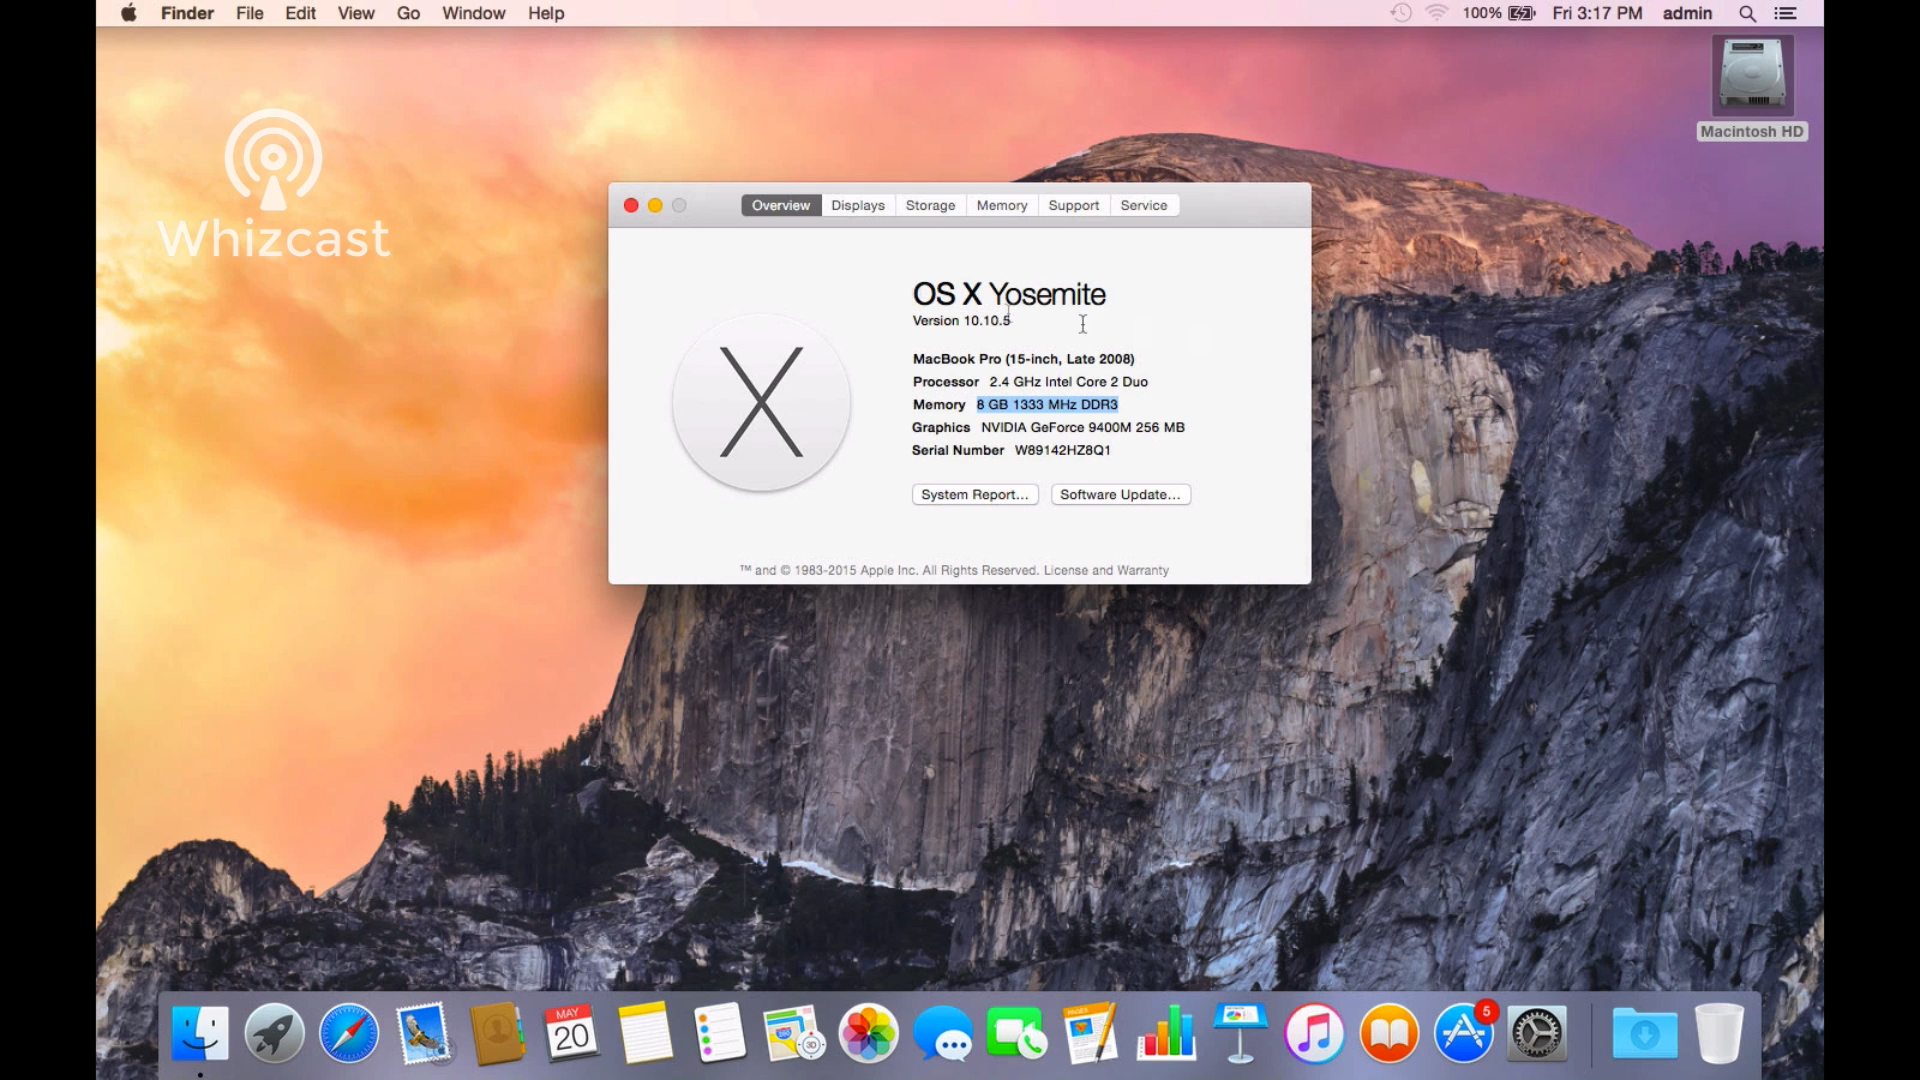 Finder File Edit View Go Window Help 100% Fri 3:17 PM admin
Macintosh HD
Whizcast
Overview Displays Storage Memory Support Service
OS X Yosemite
Version 10.10.5
MacBook Pro (15-inch, Late 2008)
Processor 2.4 GHz Intel Core 2 Duo
Memory 8 GB 1333 MHz DDR3
Graphics NVIDIA GeForce 9400M 256 MB
Serial Number W89142HZ8Q1
System Report... Software Update...
™ and © 1983-2015 Apple Inc. All Rights Reserved. License and Warranty
MAY
20
280
3D
PAGES
5